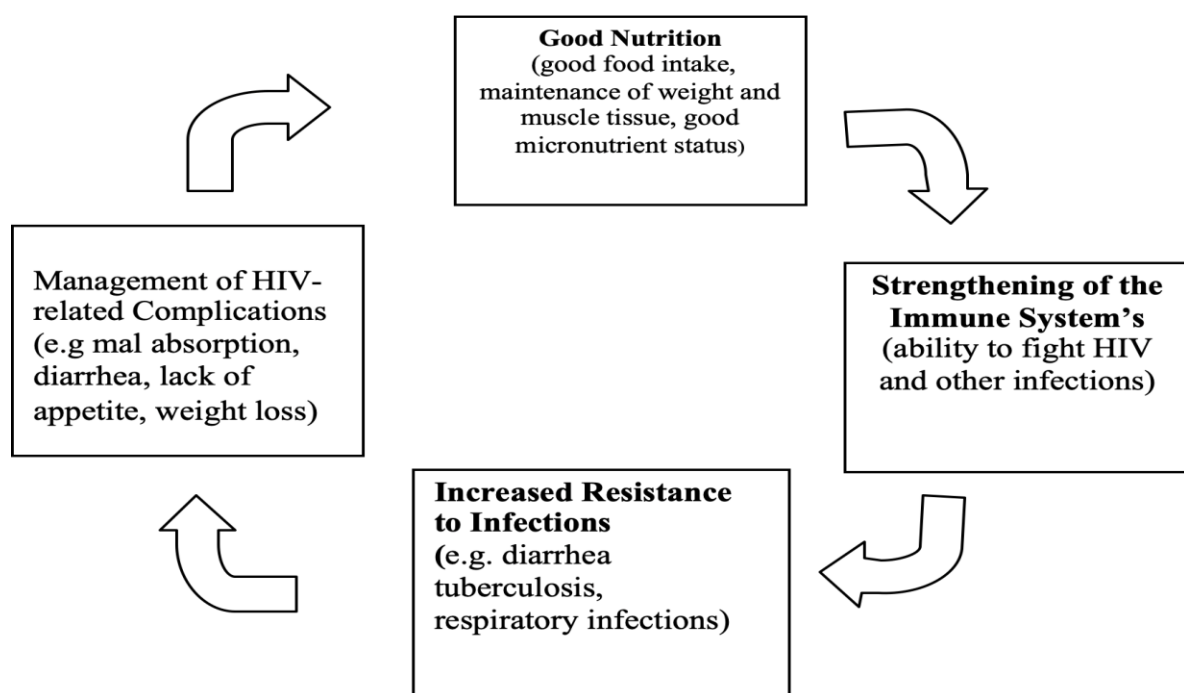 Good Nutrition
(good food intake,
maintenance of weight and
muscle tissue, good
micronutrient status)
Strengthening of the
Immune System’s
(ability to fight HIV
and other infections)
Increased Resistance
to Infections
(e.g. diarrhea
tuberculosis,
respiratory infections)
Management of HIV-
related Complications
(e.g mal absorption,
diarrhea, lack of
appetite, weight loss)